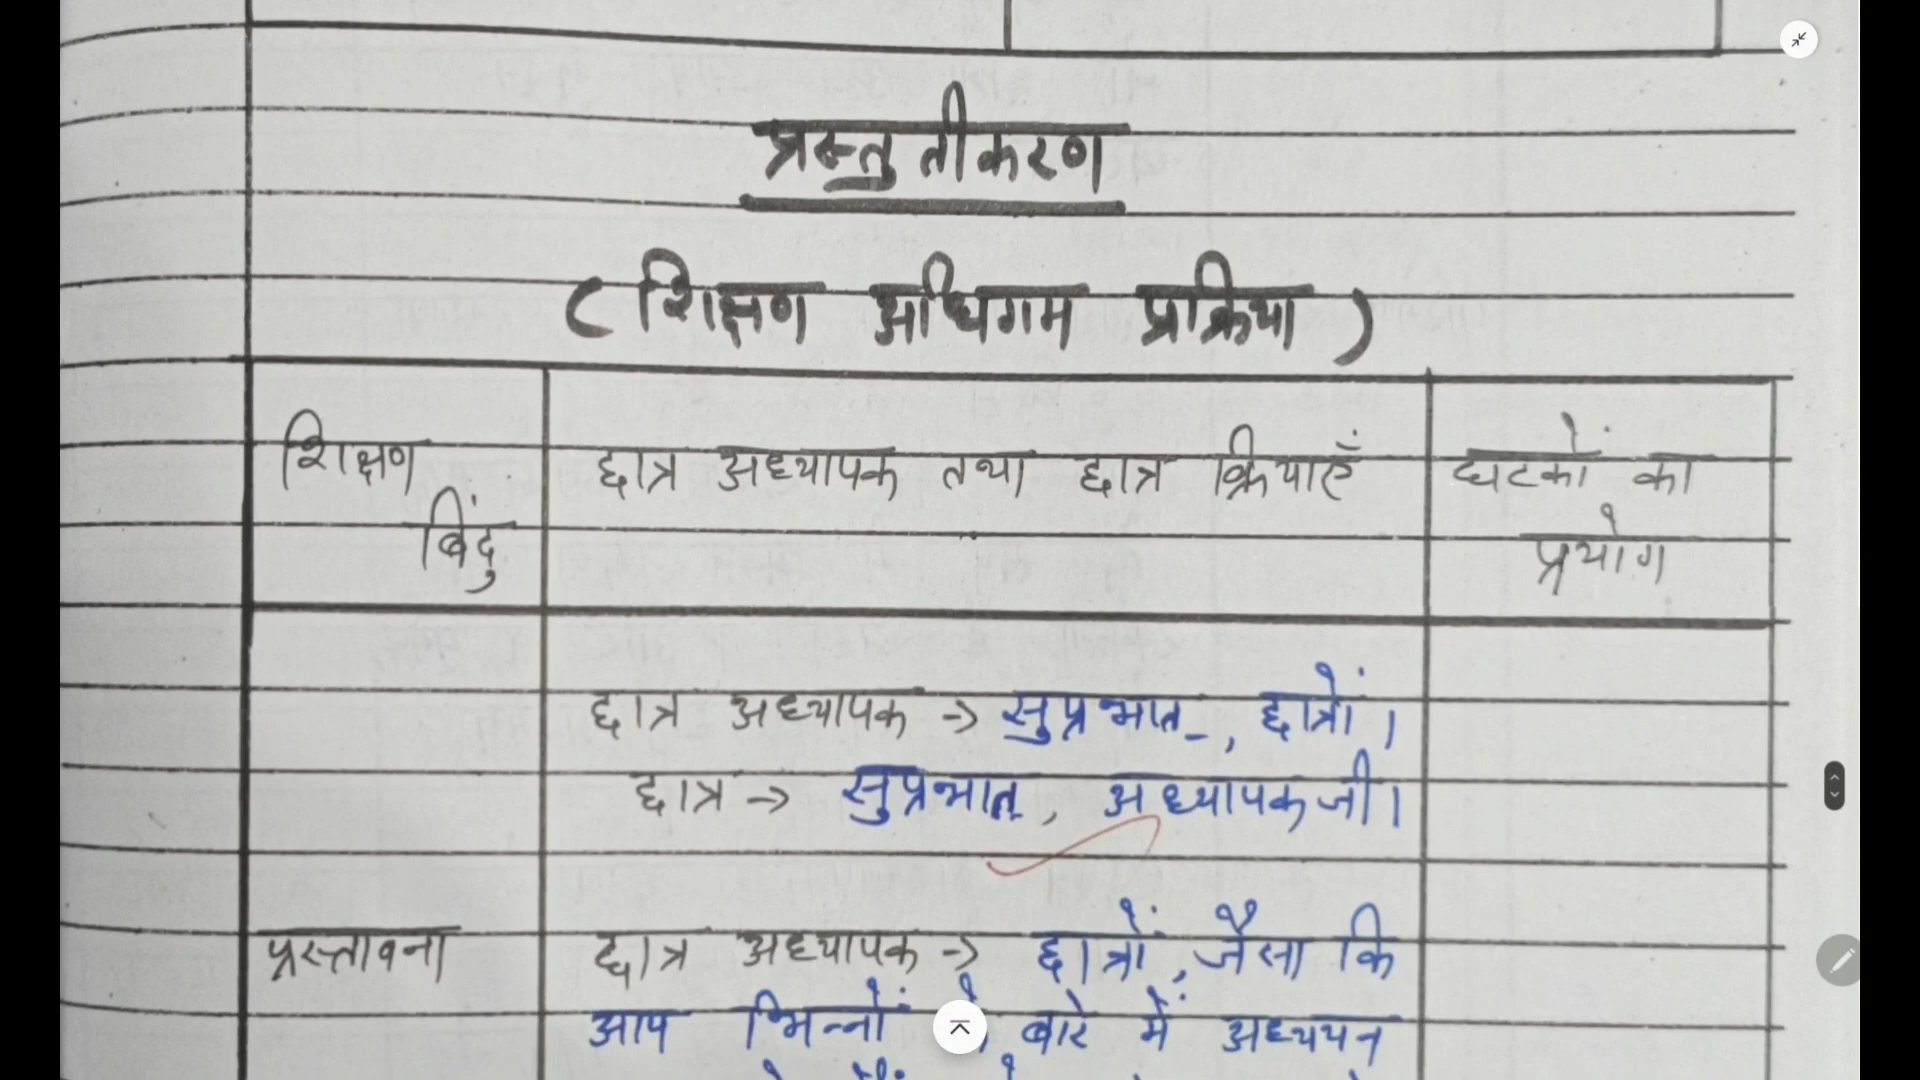 प्रस्तुतीकरण
(शिक्षण अधिगम प्रक्रिया)
शिक्षण बिंदु
छात्र अध्यापक तथा छात्र क्रियाएँ
घटकों का प्रयोग
छात्र अध्यापक -> सुप्रभात, छात्रों।
छात्र -> सुप्रभात, अध्यापक जी।
प्रस्तावना
छात्र अध्यापक -> छात्रों, जैसा कि
आप भिन्नों बारे में अध्ययन